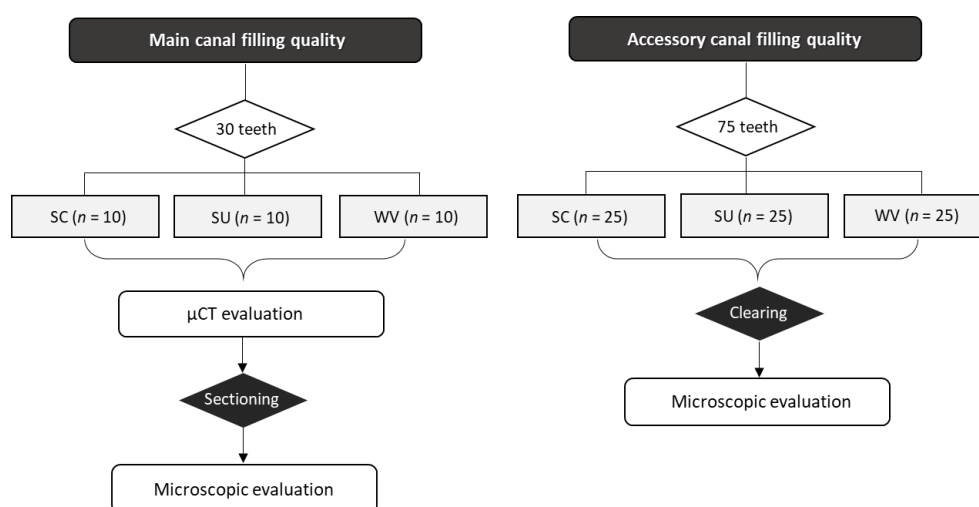 Main canal filling quality
30 teeth
SC (n = 10)
SU (n = 10)
WV (n = 10)
µCT evaluation
Sectioning
Microscopic evaluation
Accessory canal filling quality
75 teeth
SC (n = 25)
SU (n = 25)
WV (n = 25)
Clearing
Microscopic evaluation